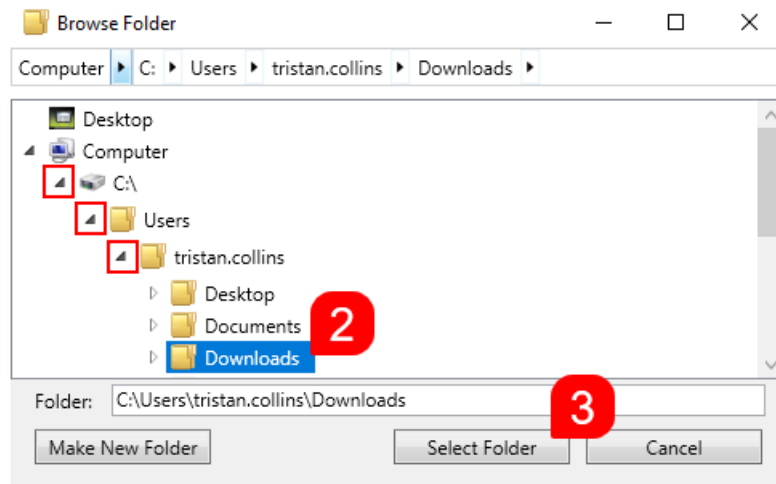 Browse Folder
Computer C: Users tristan.collins Downloads
Desktop
Computer
C:\
Users
tristan.collins
Desktop
Documents
2
Downloads
Folder: C:\Users\tristan.collins\Downloads
3
Make New Folder Select Folder Cancel